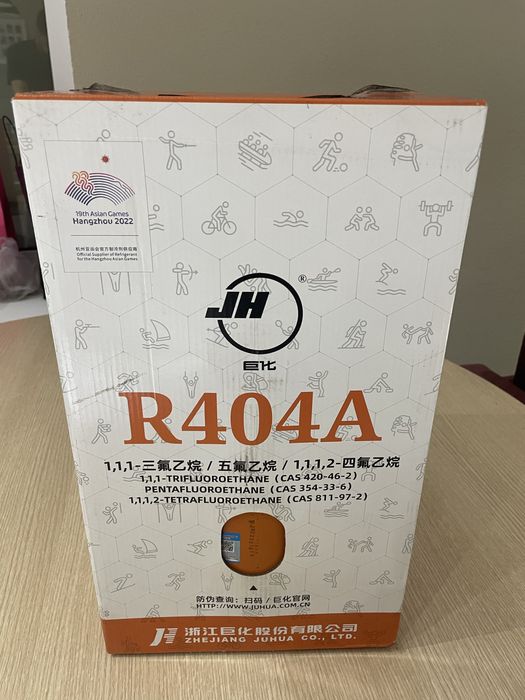 19th Asian Games
Hangzhou 2022
杭州亚运会官方制冷剂供应商
Official Supplier of Refrigerant
for the Hangzhou Asian Games
JH ®
巨化
R404A
1,1,1-三氟乙烷 / 五氟乙烷 / 1,1,1,2-四氟乙烷
1,1,1-TRIFLUOROETHANE (CAS 420-46-2)
PENTAFLUOROETHANE (CAS 354-33-6)
1,1,1,2-TETRAFLUOROETHANE (CAS 811-97-2)
防伪查询：扫码 / 巨化官网
HTTP://WWW.JUHUA.COM.CN
浙江巨化股份有限公司
ZHEJIANG JUHUA CO., LTD.